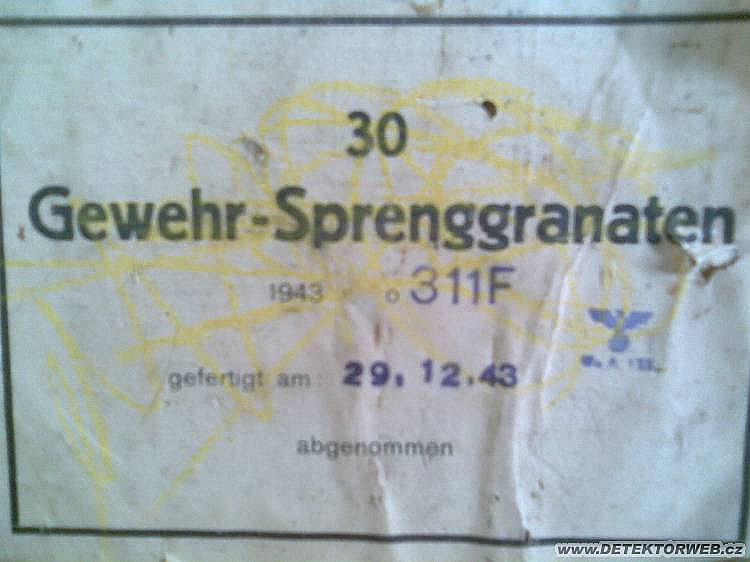 30
Gewehr-Sprenggranaten
1943 o 311F
gefertigt am: 29. 12.43
abgenommen
www.DETEKTORWEB.cz